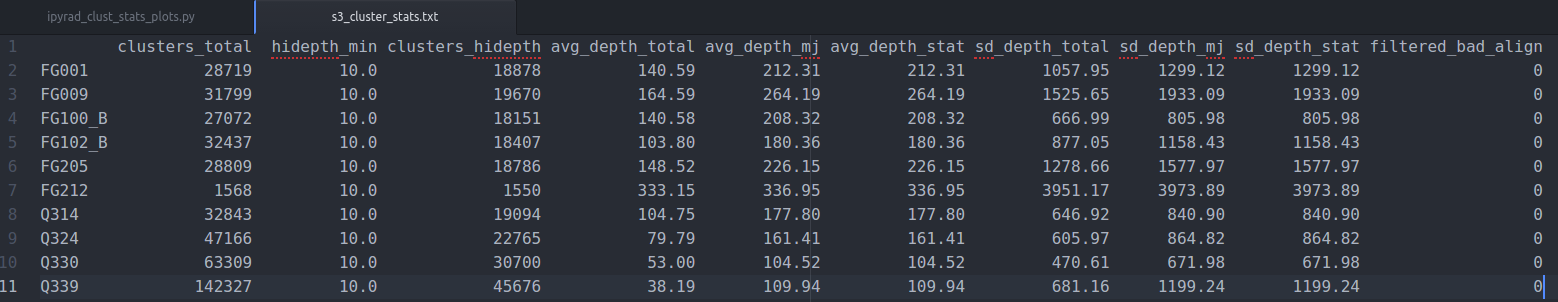 ipyrad_clust_stats_plots.py s3_cluster_stats.txt
1 clusters_total hidepth_min clusters_hidepth avg_depth_total avg_depth_mj avg_depth_stat sd_depth_total sd_depth_mj sd_depth_stat filtered_bad_align
2 FG001 28719 10.0 18878 140.59 212.31 212.31 1057.95 1299.12 1299.12 0
3 FG009 31799 10.0 19670 164.59 264.19 264.19 1525.65 1933.09 1933.09 0
4 FG100_B 27072 10.0 18151 140.58 208.32 208.32 666.99 805.98 805.98 0
5 FG102_B 32437 10.0 18407 103.80 180.36 180.36 877.05 1158.43 1158.43 0
6 FG205 28809 10.0 18786 148.52 226.15 226.15 1278.66 1577.97 1577.97 0
7 FG212 1568 10.0 1550 333.15 336.95 336.95 3951.17 3973.89 3973.89 0
8 Q314 32843 10.0 19094 104.75 177.80 177.80 646.92 840.90 840.90 0
9 Q324 47166 10.0 22765 79.79 161.41 161.41 605.97 864.82 864.82 0
10 Q330 63309 10.0 30700 53.00 104.52 104.52 470.61 671.98 671.98 0
11 Q339 142327 10.0 45676 38.19 109.94 109.94 681.16 1199.24 1199.24 0